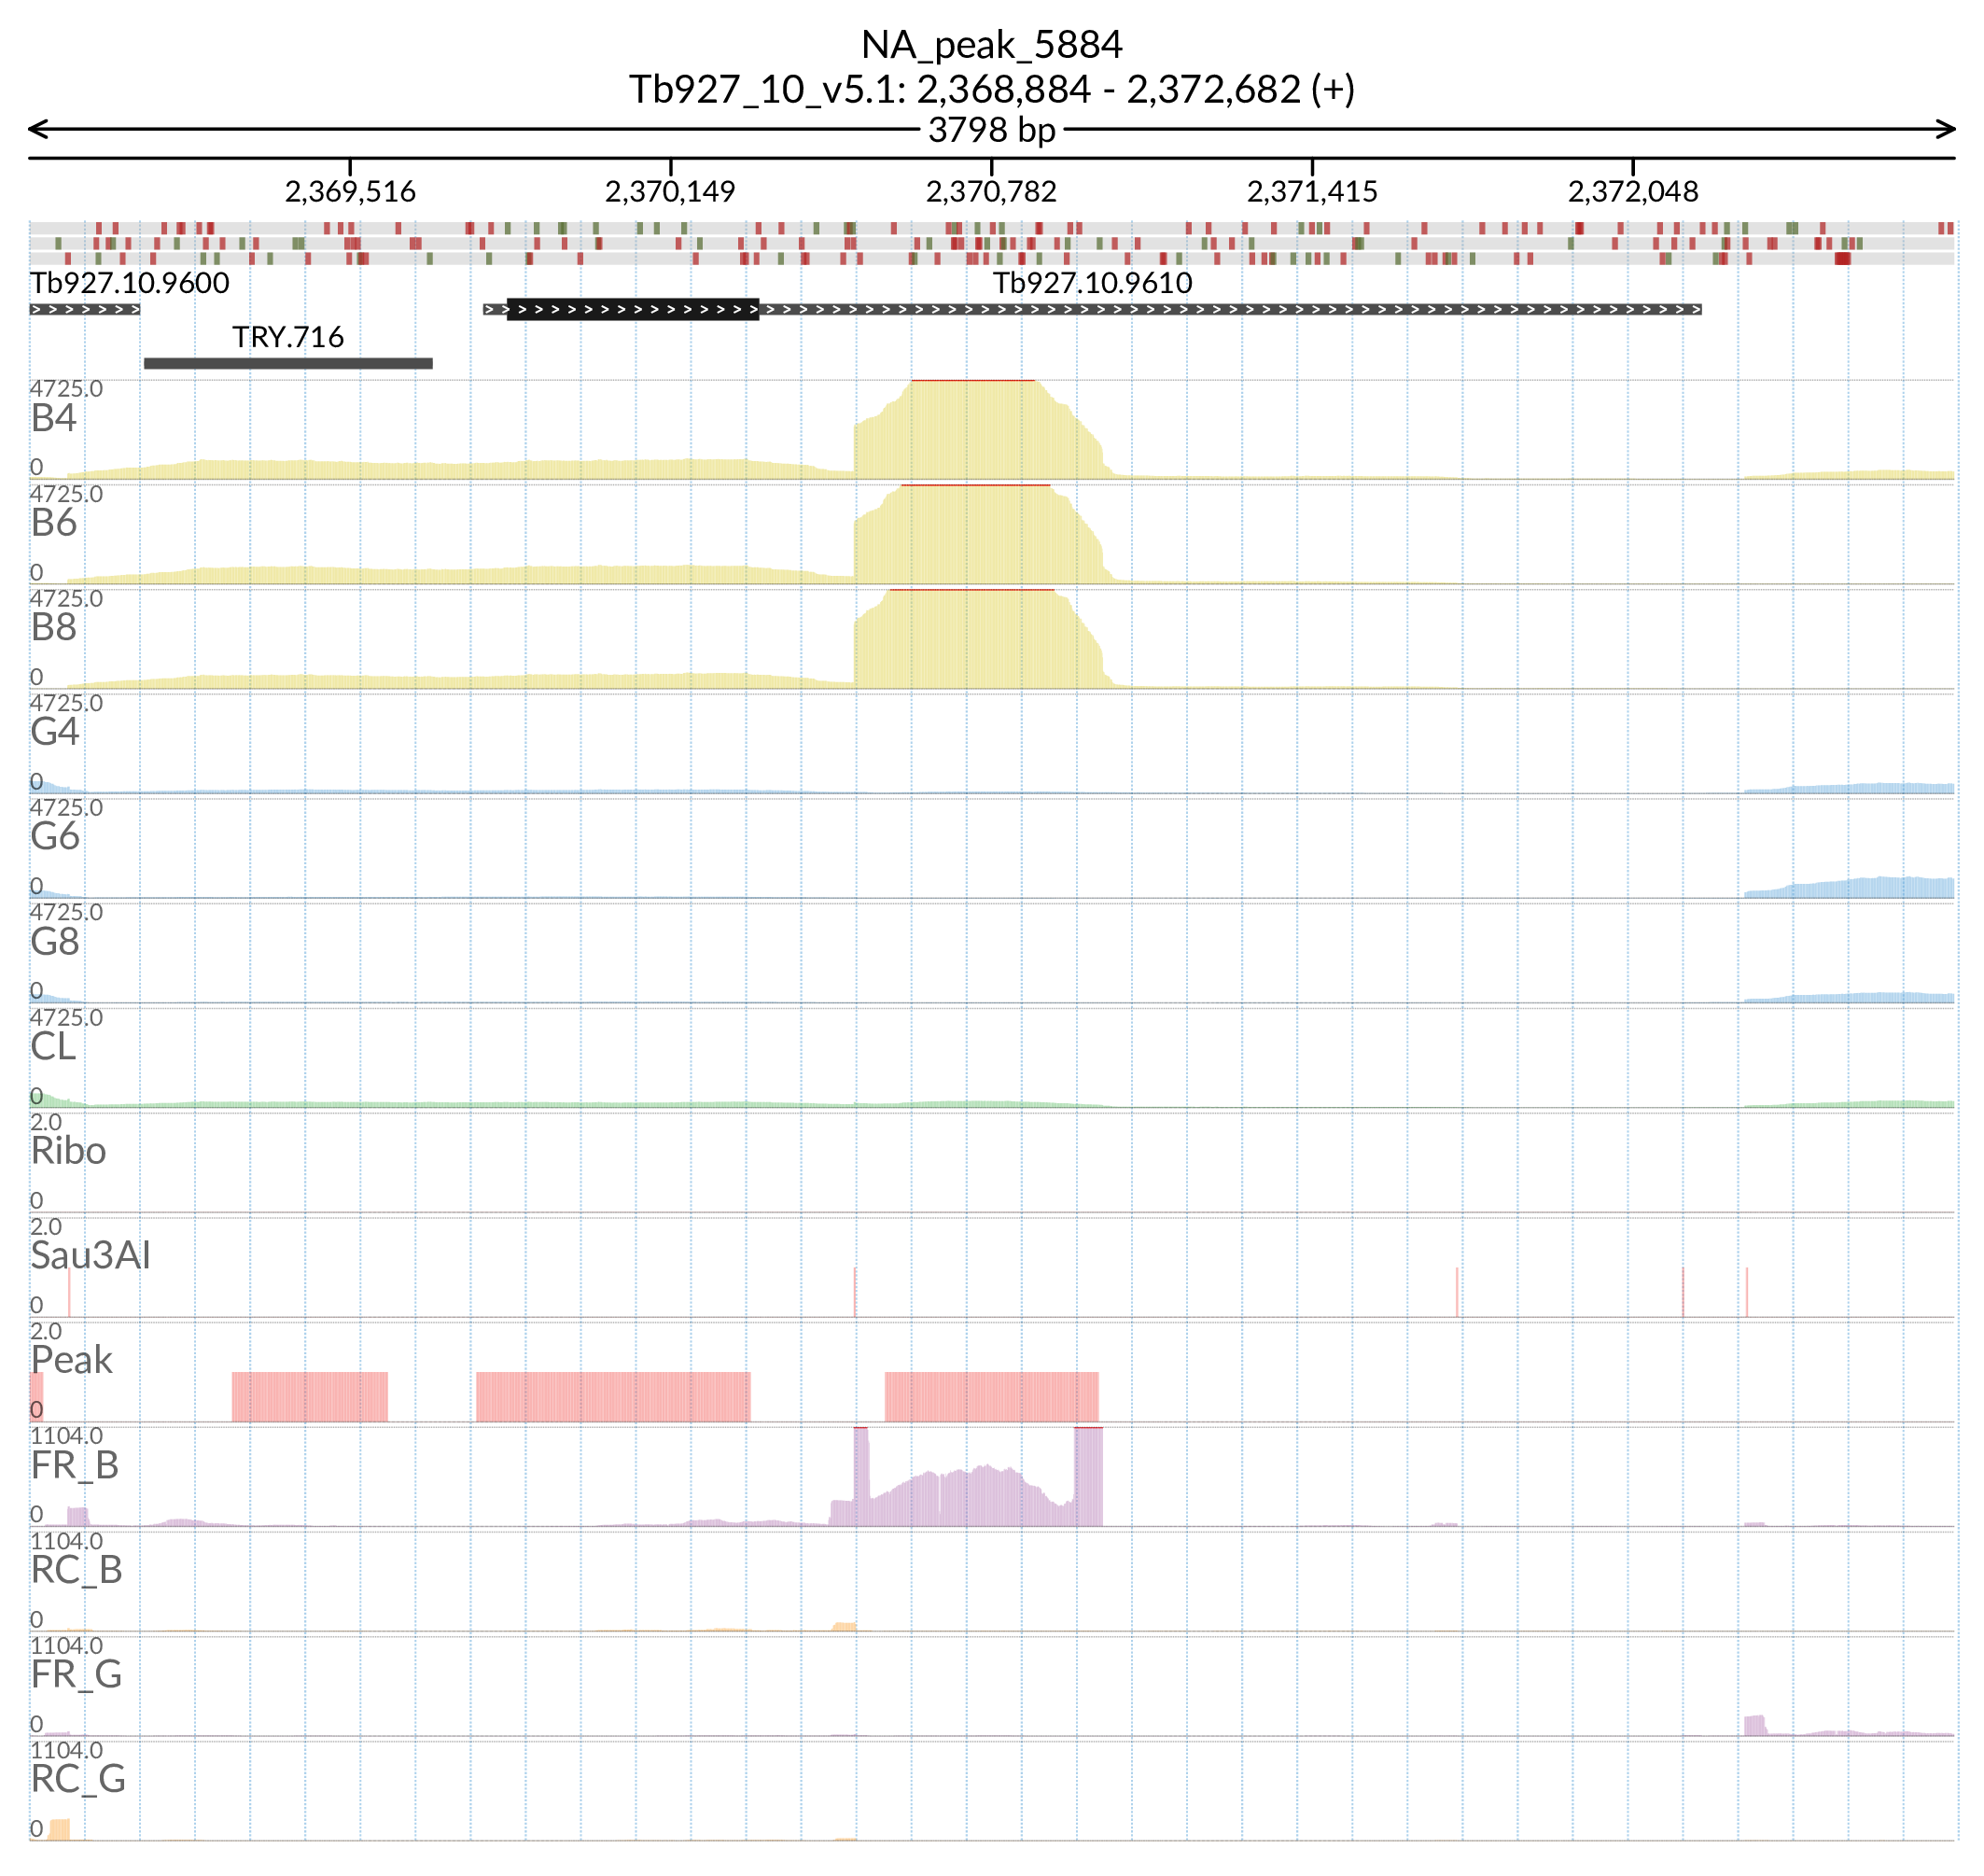 NA_peak_5884
Tb927_10_v5.1: 2,368,884 - 2,372,682 (+)
3798 bp
2,369,516 2,370,149 2,370,782 2,371,415 2,372,048
Tb927.10.9600 Tb927.10.9610
TRY.716
4725.0
B4
0
4725.0
B6
0
4725.0
B8
0
4725.0
G4
0
4725.0
G6
0
4725.0
G8
0
4725.0
CL
0
2.0
Ribo
0
2.0
Sau3AI
0
2.0
Peak
0
1104.0
FR_B
0
1104.0
RC_B
0
1104.0
FR_G
0
1104.0
RC_G
0